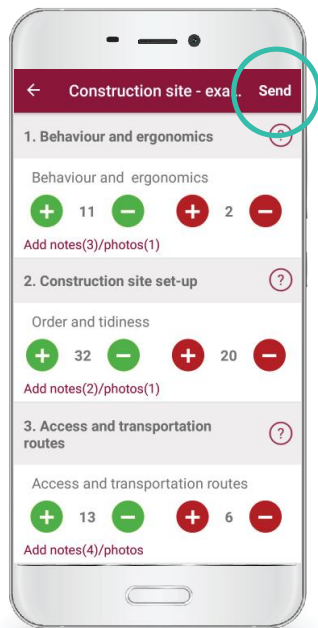 ← Construction site - exa... Send
1. Behaviour and ergonomics ?
Behaviour and ergonomics
+ 11 − + 2 −
Add notes(3)/photos(1)
2. Construction site set-up ?
Order and tidiness
+ 32 − + 20 −
Add notes(2)/photos(1)
3. Access and transportation
routes ?
Access and transportation routes
+ 13 − + 6 −
Add notes(4)/photos